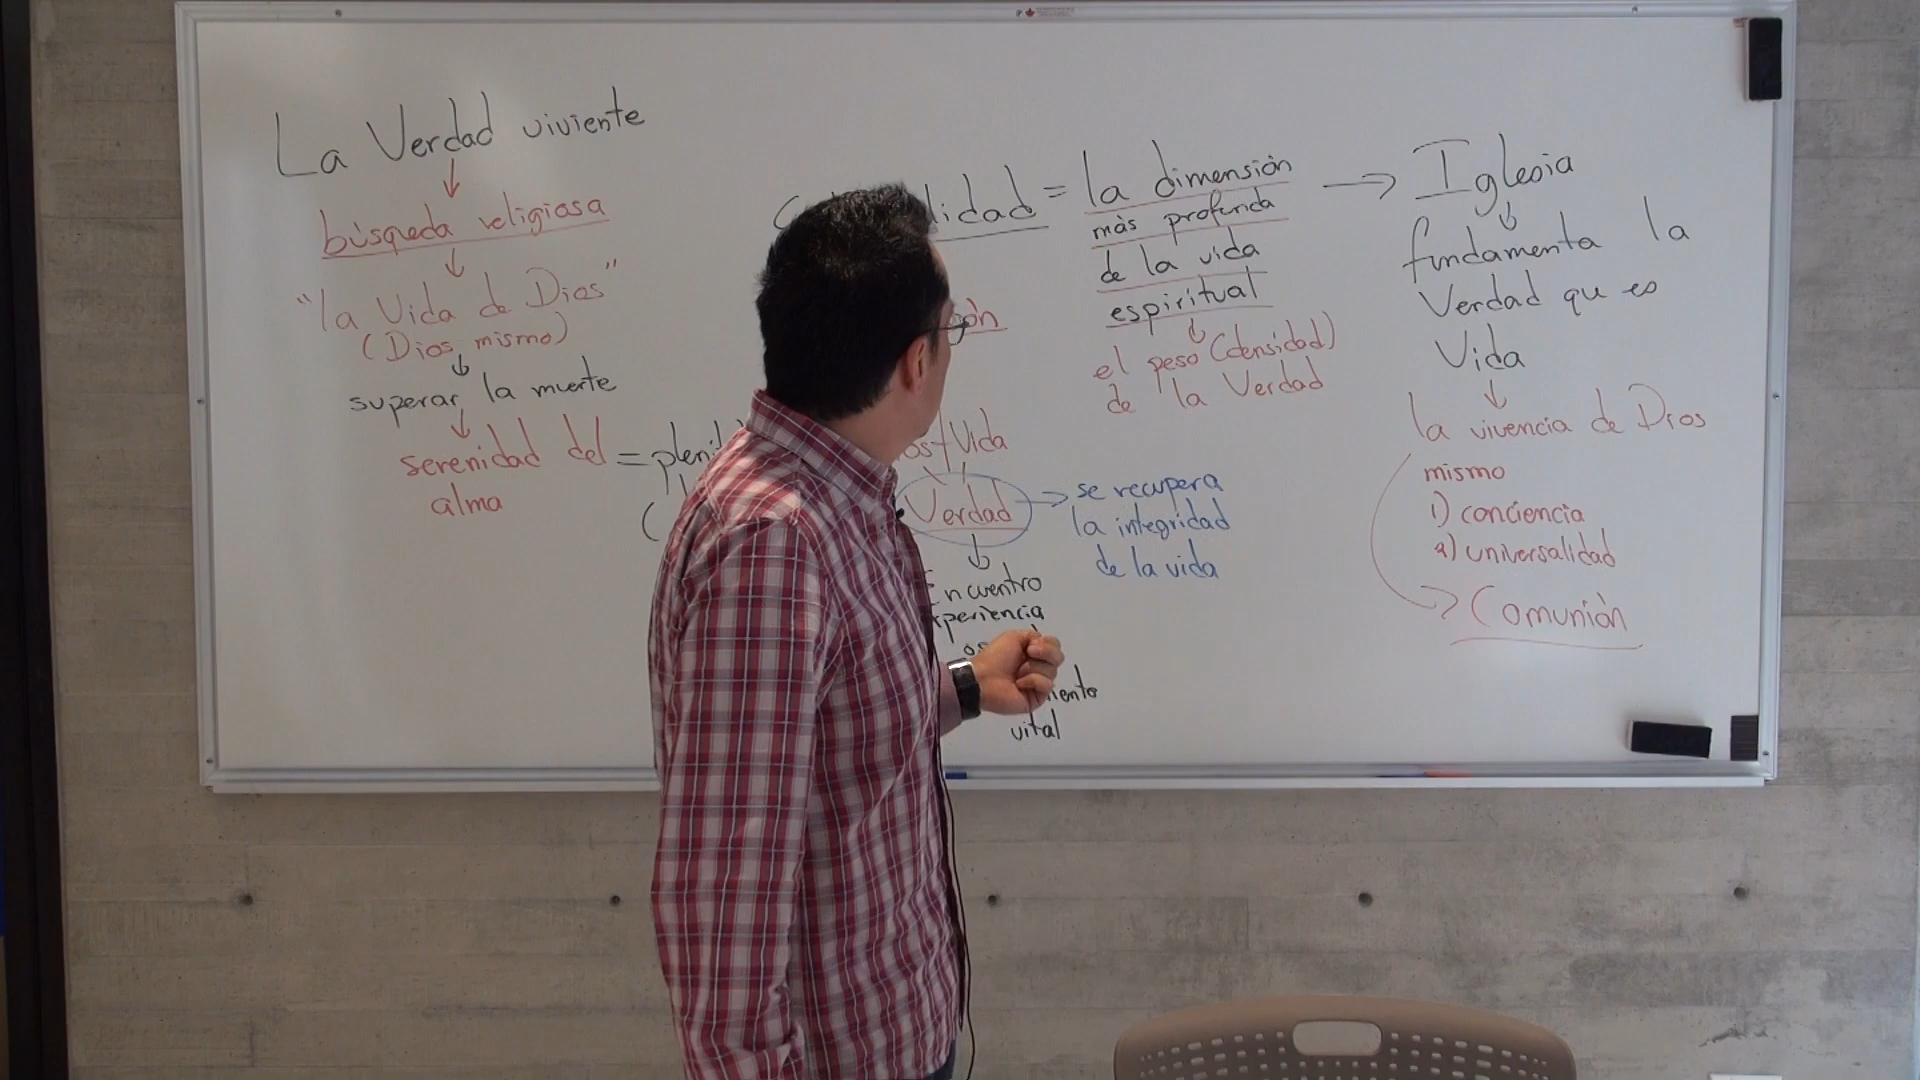 La Verdad viviente
búsqueda religiosa
"la Vida de Dios"
(Dios mismo)
superar la muerte
serenidad del =
alma
= la dimensión
más profunda
de la vida
espiritual
el peso (densidad)
de la Verdad
Vida
Verdad
se recupera
la integridad
de la vida
Encuentro
vital
Iglesia
fundamenta la
Verdad que es
Vida
la vivencia de Dios
mismo
1) conciencia
2) universalidad
Comunión